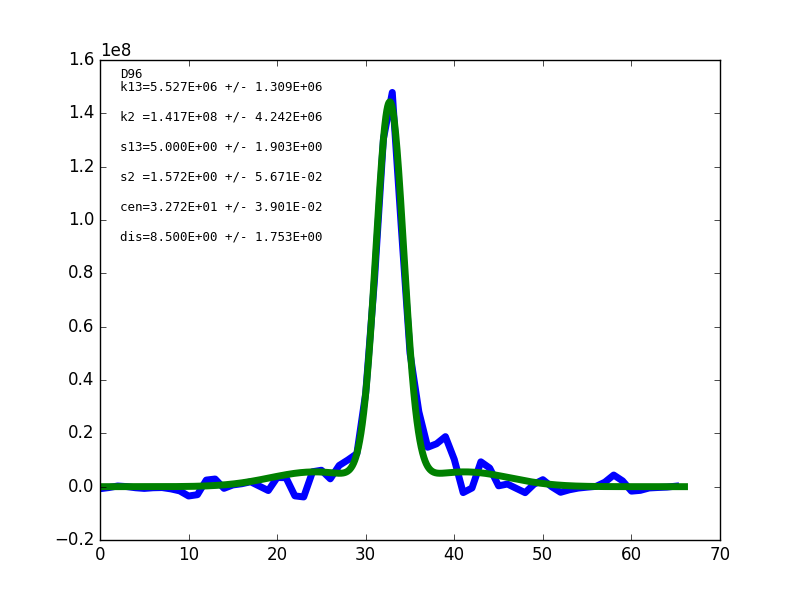 1e8
1.6
D96
k13=5.527E+06 +/- 1.309E+06
1.4
k2 =1.417E+08 +/- 4.242E+06
s13=5.000E+00 +/- 1.903E+00
1.2
s2 =1.572E+00 +/- 5.671E-02
cen=3.272E+01 +/- 3.901E-02
1.0
dis=8.500E+00 +/- 1.753E+00
0.8
0.6
0.4
0.2
0.0
−0.2
0 10 20 30 40 50 60 70